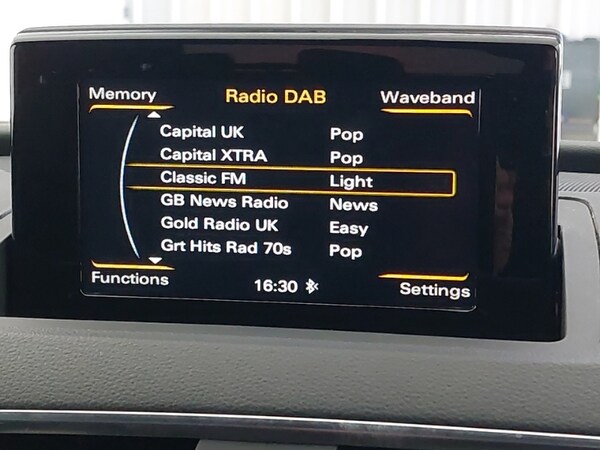 Memory Radio DAB Waveband
Capital UK Pop
Capital XTRA Pop
Classic FM Light
GB News Radio News
Gold Radio UK Easy
Grt Hits Rad 70s Pop
Functions 16:30 Settings